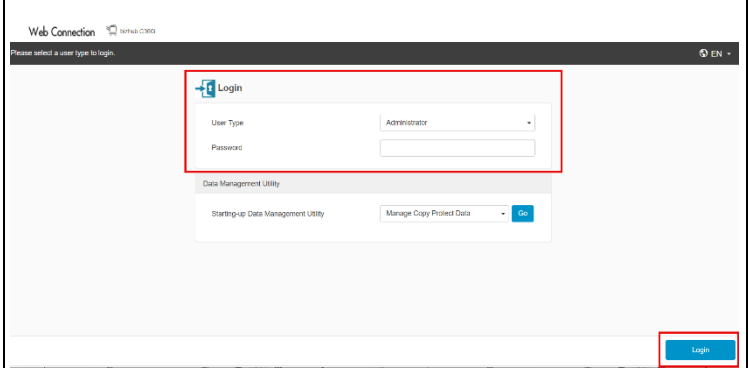 Web Connection bizhub C360i
Please select a user type to login.
EN
Login
User Type
Administrator
Password
Data Management Utility
Starting-up Data Management Utility
Manage Copy Protect Data
Go
Login